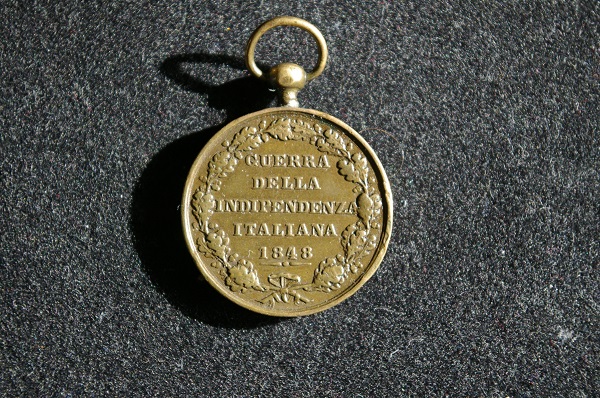 GUERRA
DELLA
INDIPENDENZA
ITALIANA
1848